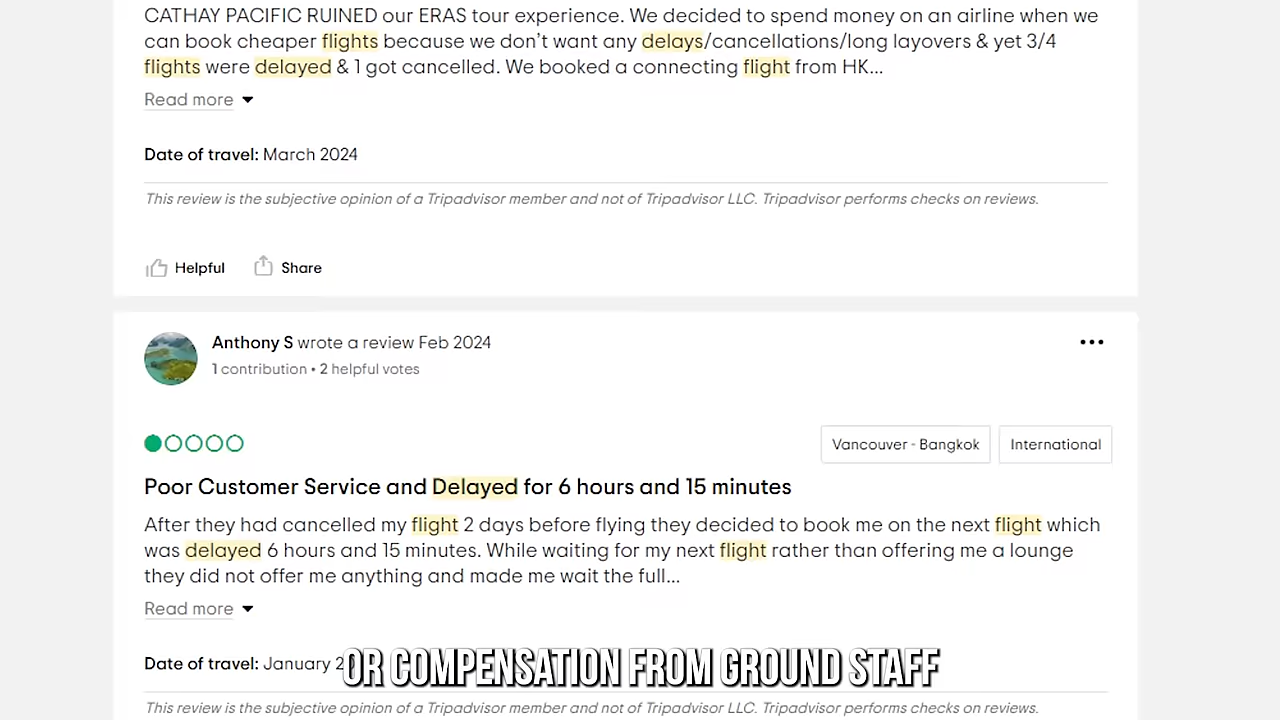 CATHAY PACIFIC RUINED our ERAS tour experience. We decided to spend money on an airline when we
can book cheaper flights because we don't want any delays/cancellations/long layovers & yet 3/4
flights were delayed & 1 got cancelled. We booked a connecting flight from HK...
Read more
Date of travel: March 2024
This review is the subjective opinion of a Tripadvisor member and not of Tripadvisor LLC. Tripadvisor performs checks on reviews.
Helpful Share
Anthony S wrote a review Feb 2024
1 contribution • 2 helpful votes
Vancouver - Bangkok International
Poor Customer Service and Delayed for 6 hours and 15 minutes
After they had cancelled my flight 2 days before flying they decided to book me on the next flight which
was delayed 6 hours and 15 minutes. While waiting for my next flight rather than offering me a lounge
they did not offer me anything and made me wait the full...
Read more
Date of travel: January
OR COMPENSATION FROM GROUND STAFF
This review is the subjective opinion of a Tripadvisor member and not of Tripadvisor LLC. Tripadvisor performs checks on reviews.